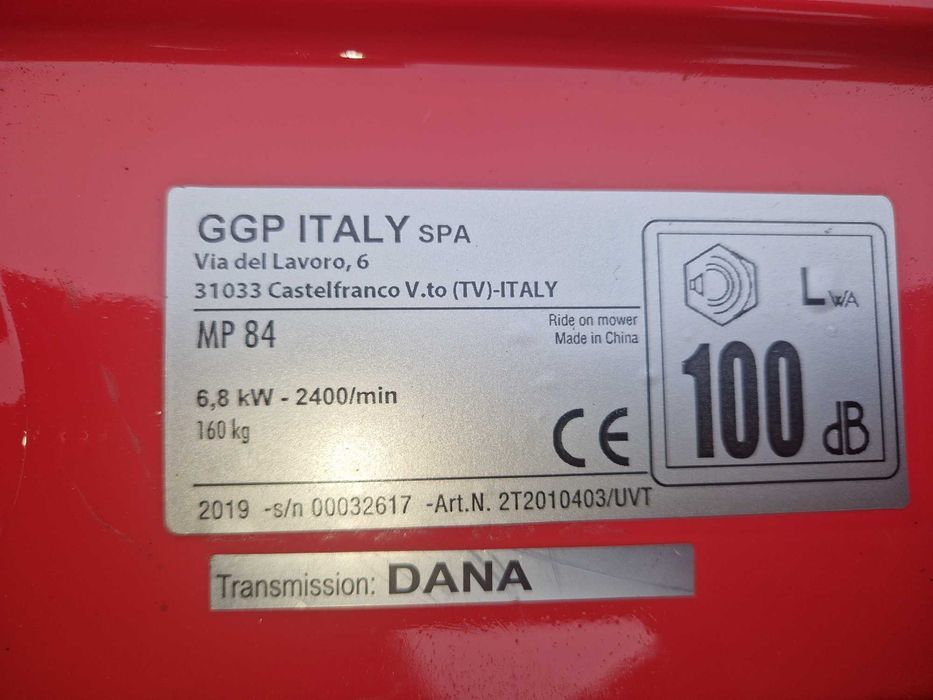 GGP ITALY SPA
Via del Lavoro, 6
31033 Castelfranco V.to (TV)-ITALY
MP 84
Ride on mower
Made in China
6,8 kW - 2400/min
160 kg
CE
LWA
100 dB
2019 -s/n 00032617 -Art.N. 2T2010403/UVT
Transmission: DANA